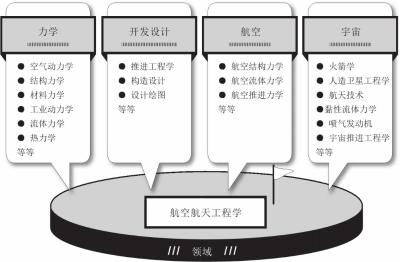 力学
● 空气动力学
● 结构力学
● 材料力学
● 工业动力学
● 流体力学
● 热力学
等等
开发设计
● 推进工程学
● 构造设计
● 设计绘图
等等
航空
● 航空结构力学
● 航空流体力学
● 航空推进力学
等等
宇宙
● 火箭学
● 人造卫星工程学
● 航天技术
● 黏性流体力学
● 喷气发动机
● 宇宙推进工程学
等等
航空航天工程学
/// 领域 ///